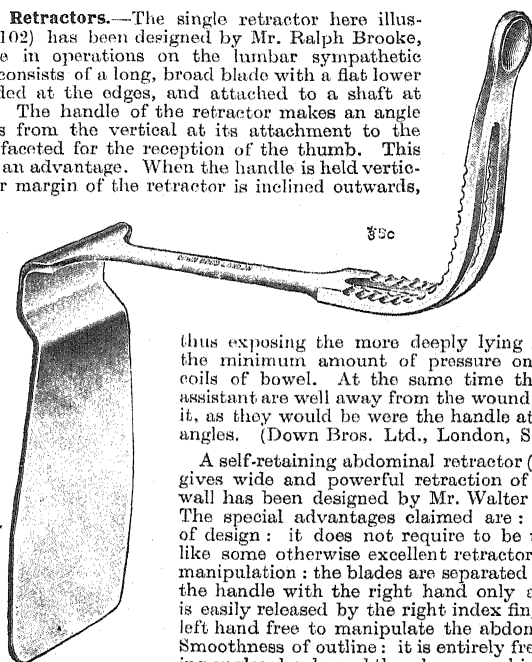 Retractors.—The single retractor here illus-
102) has been designed by Mr. Ralph Brooke,
e in operations on the lumbar sympathetic
consists of a long, broad blade with a flat lower
ded at the edges, and attached to a shaft at
The handle of the retractor makes an angle
s from the vertical at its attachment to the
faceted for the reception of the thumb. This
an advantage. When the handle is held vertic-
r margin of the retractor is inclined outwards,
DOWN BROS LONDON
thus exposing the more deeply lying
the minimum amount of pressure on
coils of bowel. At the same time th
assistant are well away from the wound
it, as they would be were the handle at
angles. (Down Bros. Ltd., London, S
A self-retaining abdominal retractor (
gives wide and powerful retraction of
wall has been designed by Mr. Walter
The special advantages claimed are :
of design : it does not require to be
like some otherwise excellent retractor
manipulation : the blades are separated
the handle with the right hand only a
is easily released by the right index fin
left hand free to manipulate the abdom
Smoothness of outline : it is entirely fre